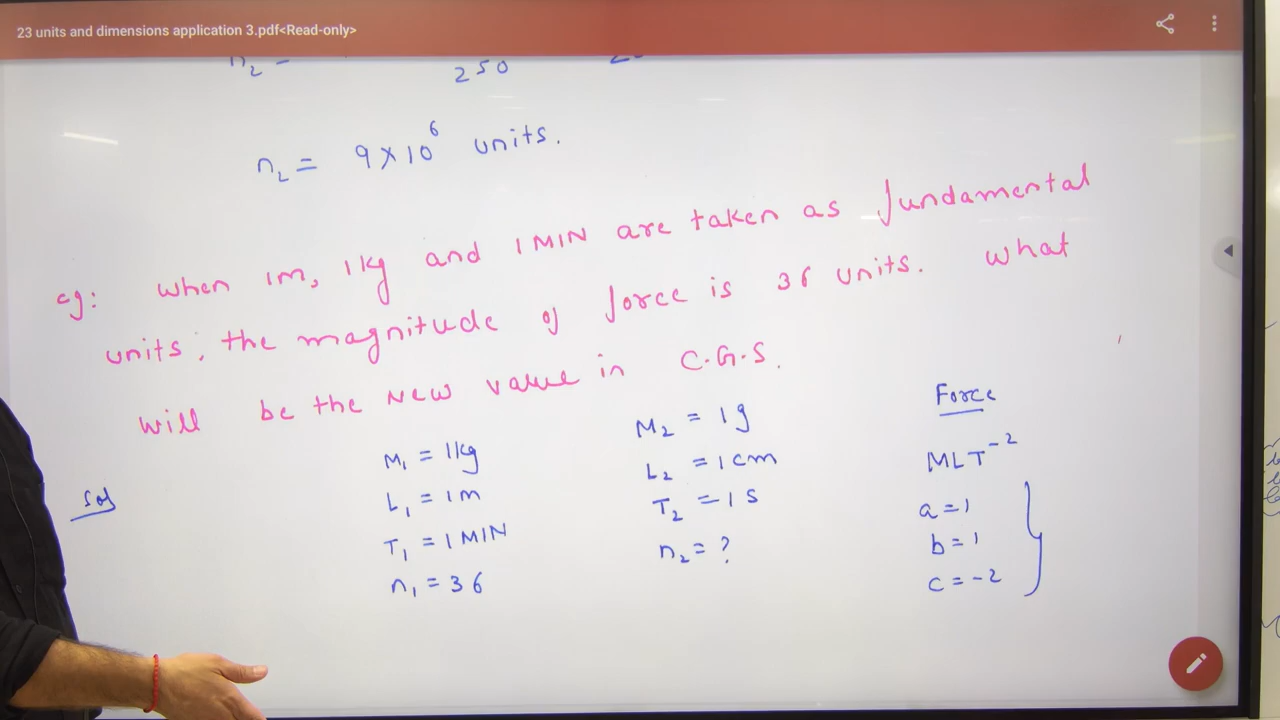 23 units and dimensions application 3.pdf<Read-only>
n₂ =
250
n₂ = 9×10⁶ units.
eg: when 1m, 1kg and 1 MIN are taken as fundamental
units, the magnitude of force is 36 units. what
will be the New value in C.G.S.
Sol
M₁ = 1kg
L₁ = 1m
T₁ = 1 MIN
n₁ = 36
M₂ = 1g
L₂ = 1cm
T₂ = 1 s
n₂ = ?
Force
MLT⁻²
a = 1
b = 1
c = -2